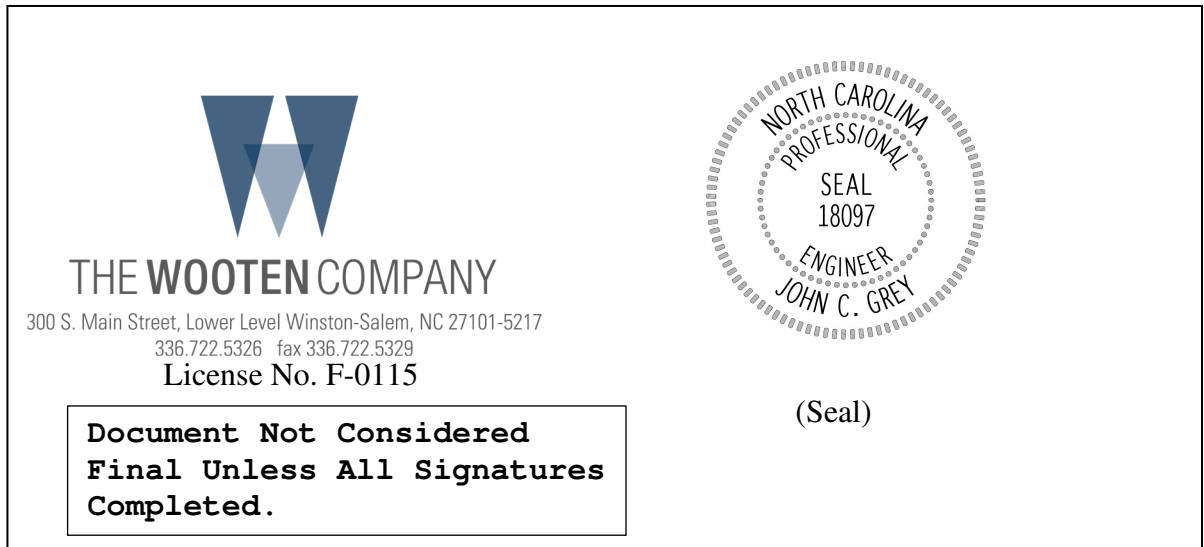 THE WOOTEN COMPANY
300 S. Main Street, Lower Level Winston-Salem, NC 27101-5217
336.722.5326 fax 336.722.5329
License No. F-0115
Document Not Considered
Final Unless All Signatures
Completed.
NORTH CAROLINA
PROFESSIONAL
SEAL
18097
ENGINEER
JOHN C. GREY
(Seal)